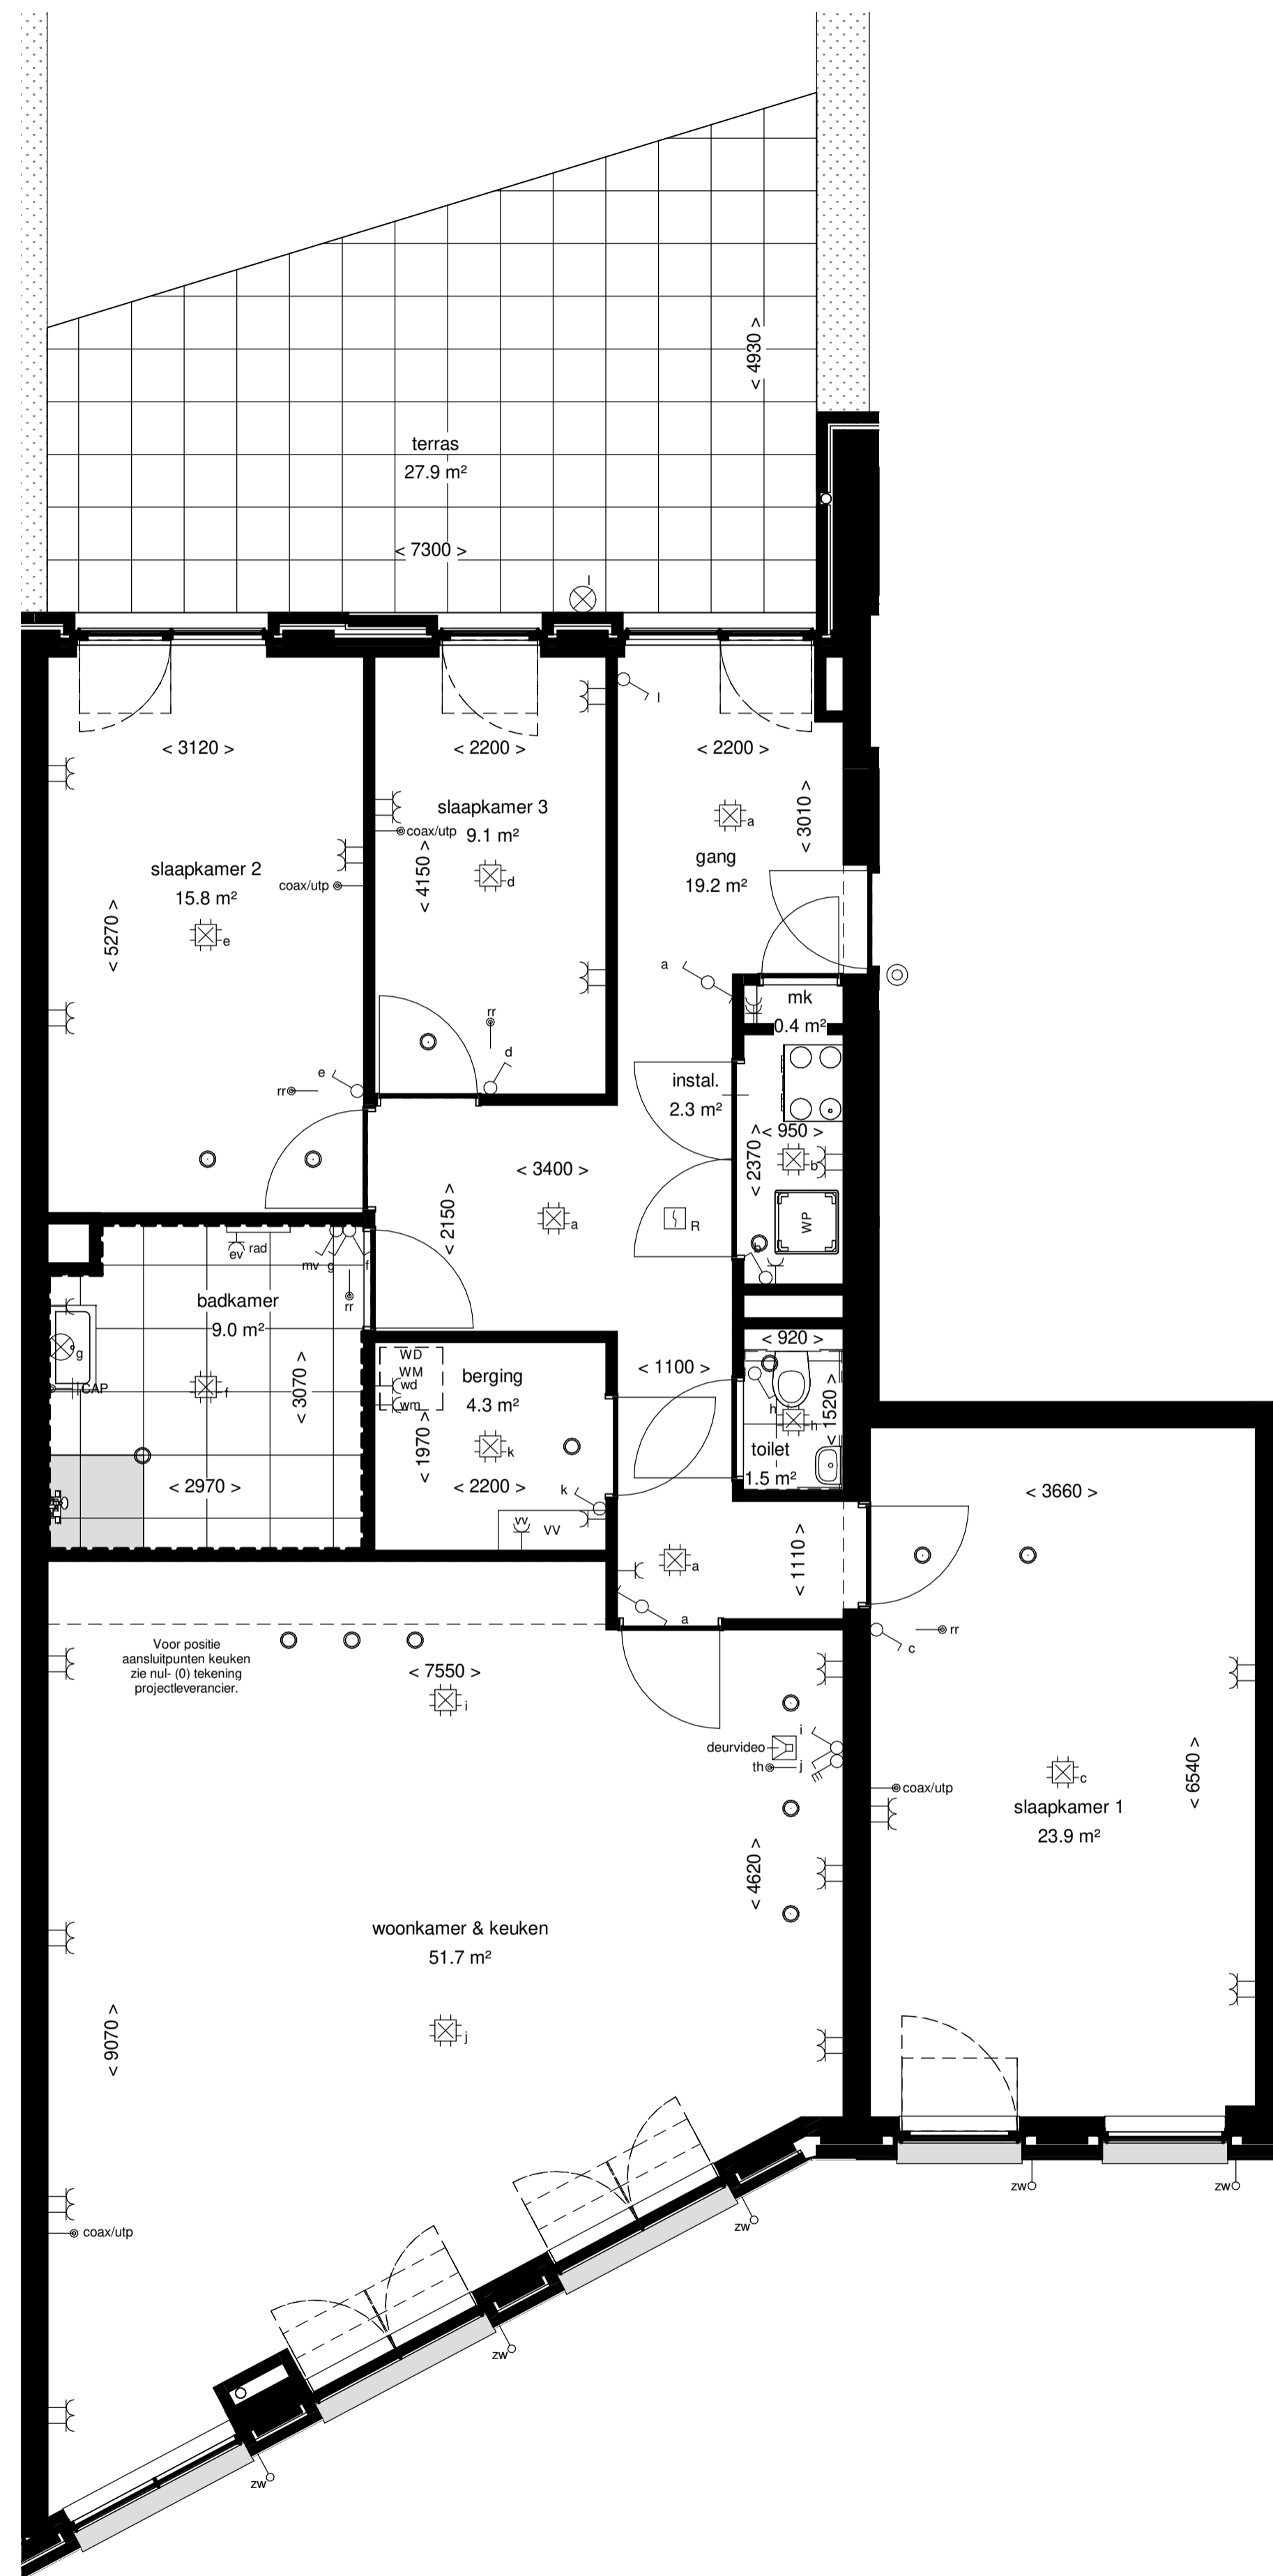 < 4930 >
terras
27.9 m²
< 7300 >
l
l
< 3120 >
< 2200 >
< 2200 >
slaapkamer 3
9.1 m²
coax/utp
< 4150 >
d
< 3010 >
a
gang
19.2 m²
slaapkamer 2
15.8 m²
coax/utp
e
< 5270 >
a
mk
0.4 m²
rr
d
e
rr
instal.
2.3 m²
< 950 >
< 2370 >
b
WP
b
< 3400 >
< 2150 >
a
R
ev
rad
mv
g
f
rr
badkamer
9.0 m²
g
CAP
f
< 3070 >
< 2970 >
WD
WM
wd
wm
berging
4.3 m²
< 1970 >
k
< 2200 >
k
vv
VV
< 1100 >
< 920 >
h
h
< 1520 >
toilet
1.5 m²
< 3660 >
a
< 1110 >
a
c
rr
Voor positie
aansluitpunten keuken
zie nul- (0) tekening
projectleverancier.
< 7550 >
i
deurvideo
i
th
j
coax/utp
c
slaapkamer 1
23.9 m²
< 6540 >
< 4620 >
woonkamer & keuken
51.7 m²
j
< 9070 >
coax/utp
zw
zw
zw
zw
zw